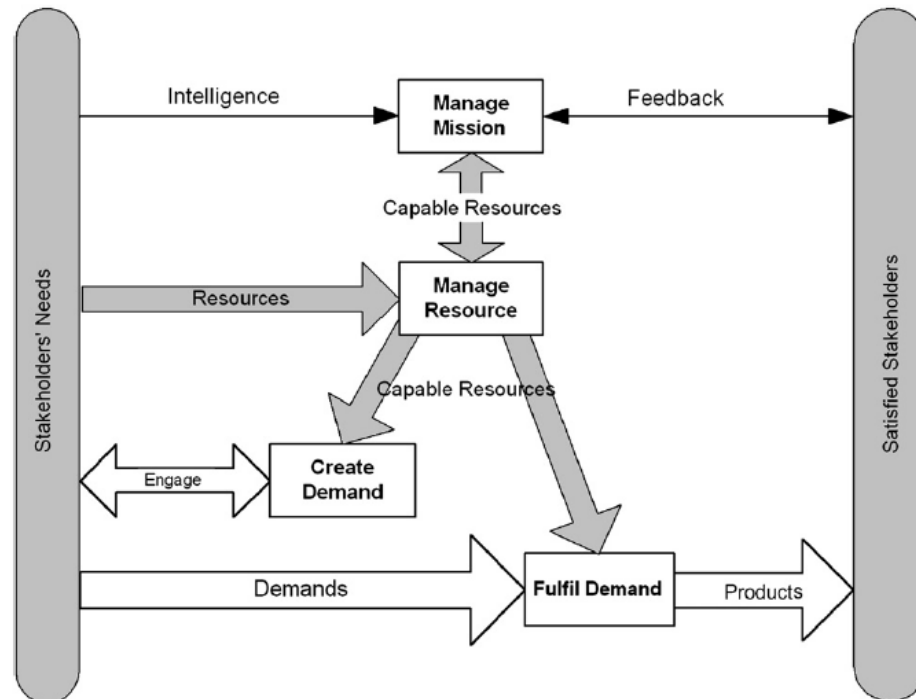 Intelligence
Manage
Mission
Feedback
Capable Resources
Stakeholders' Needs
Resources
Manage
Resource
Satisfied Stakeholders
Capable Resources
Engage
Create
Demand
Demands
Fulfil Demand
Products